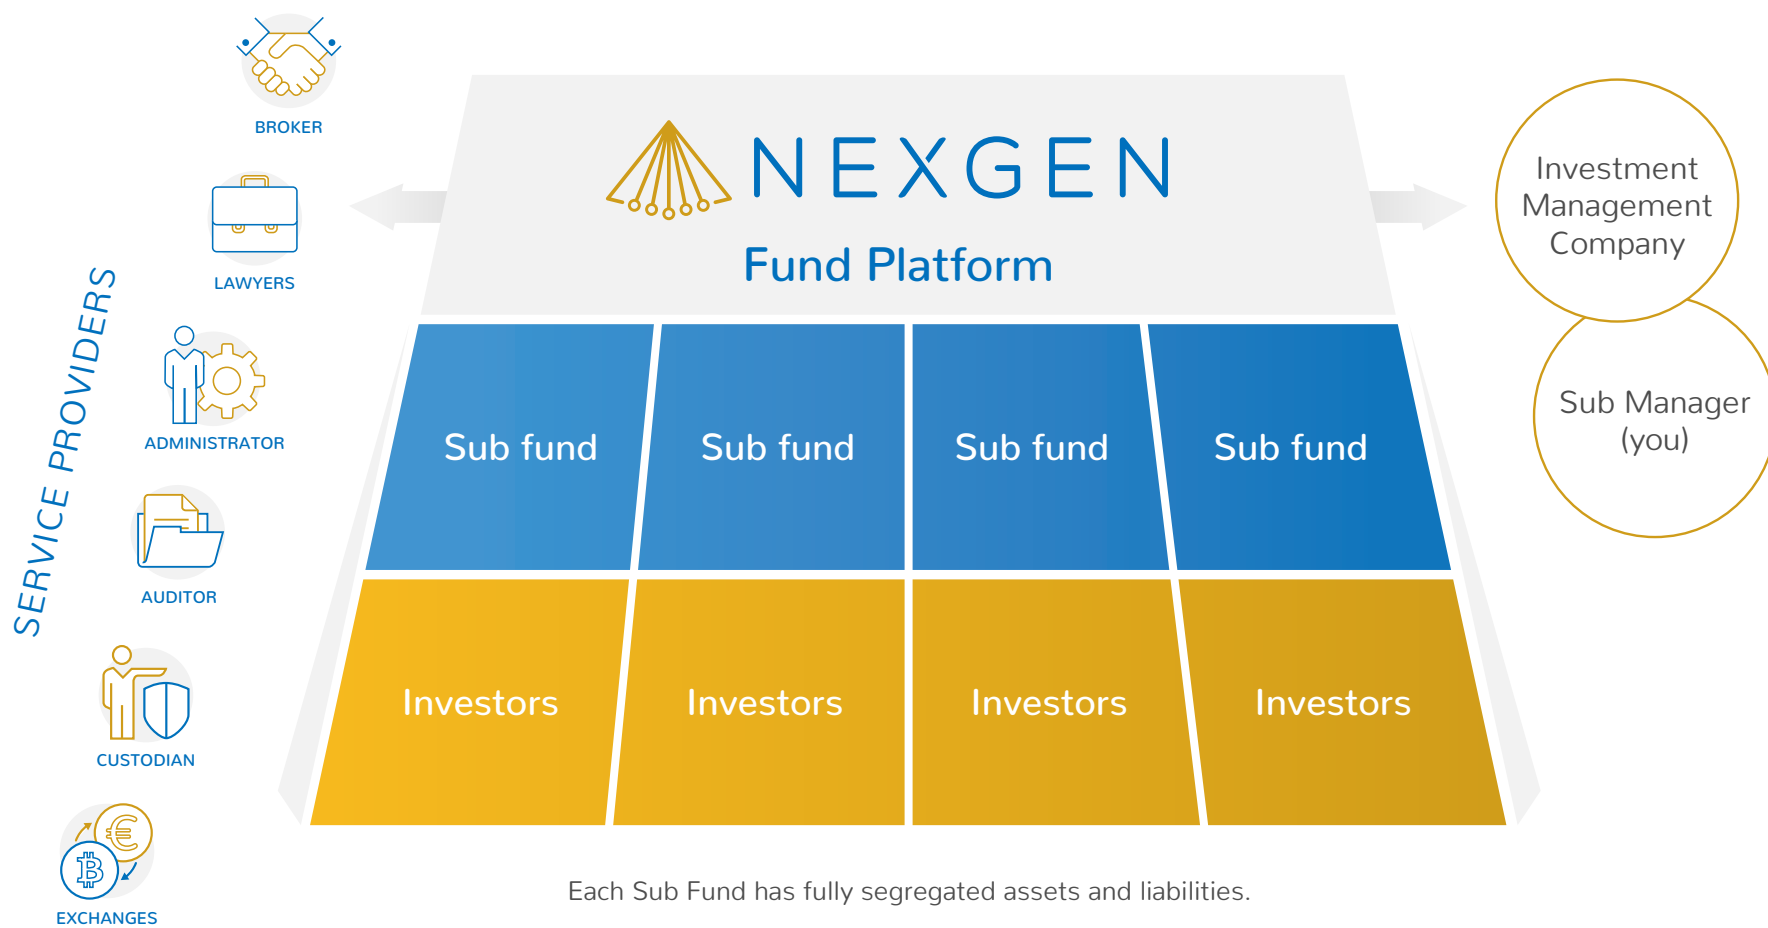 SERVICE PROVIDERS
BROKER
LAWYERS
ADMINISTRATOR
AUDITOR
CUSTODIAN
EXCHANGES
NEXGEN
Fund Platform
Sub fund
Sub fund
Sub fund
Sub fund
Investors
Investors
Investors
Investors
Each Sub Fund has fully segregated assets and liabilities.
Investment
Management
Company
Sub Manager
(you)